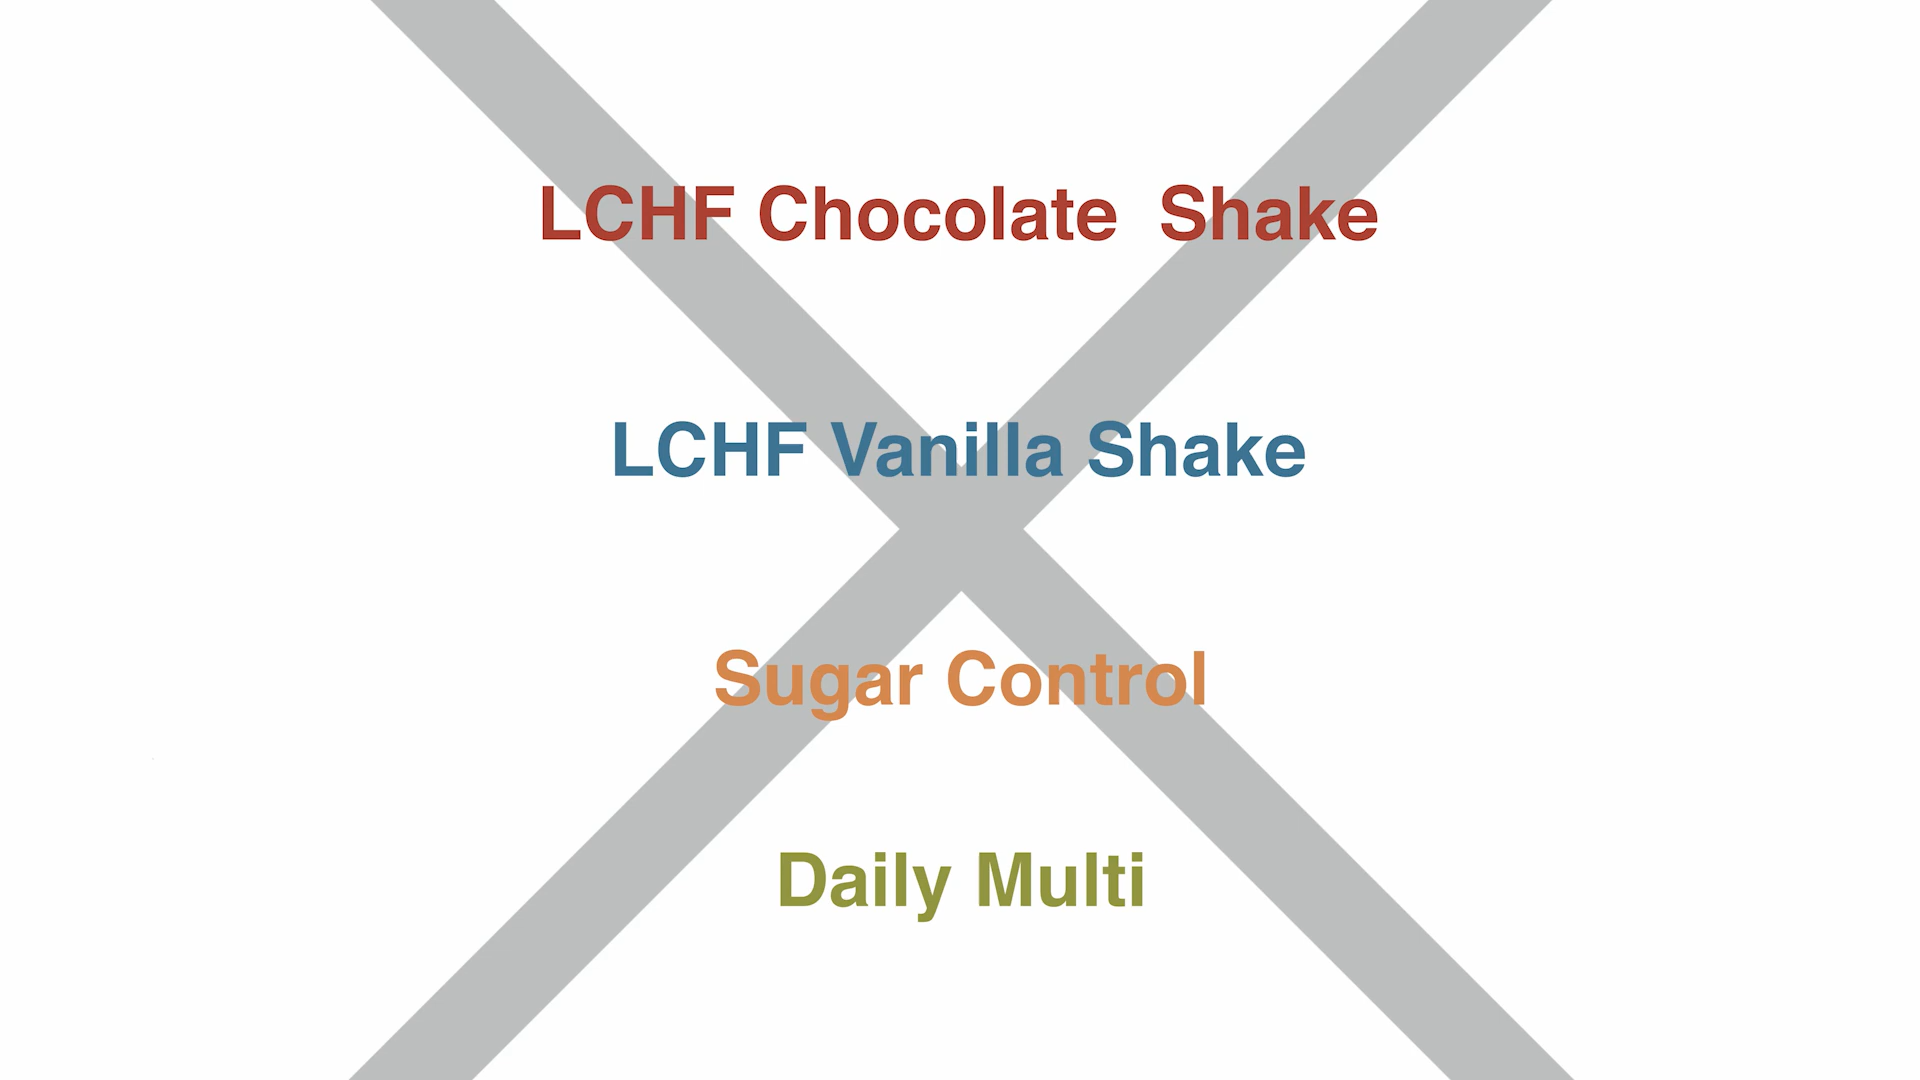 LCHF Chocolate  Shake
LCHF Vanilla Shake
Sugar Control
Daily Multi